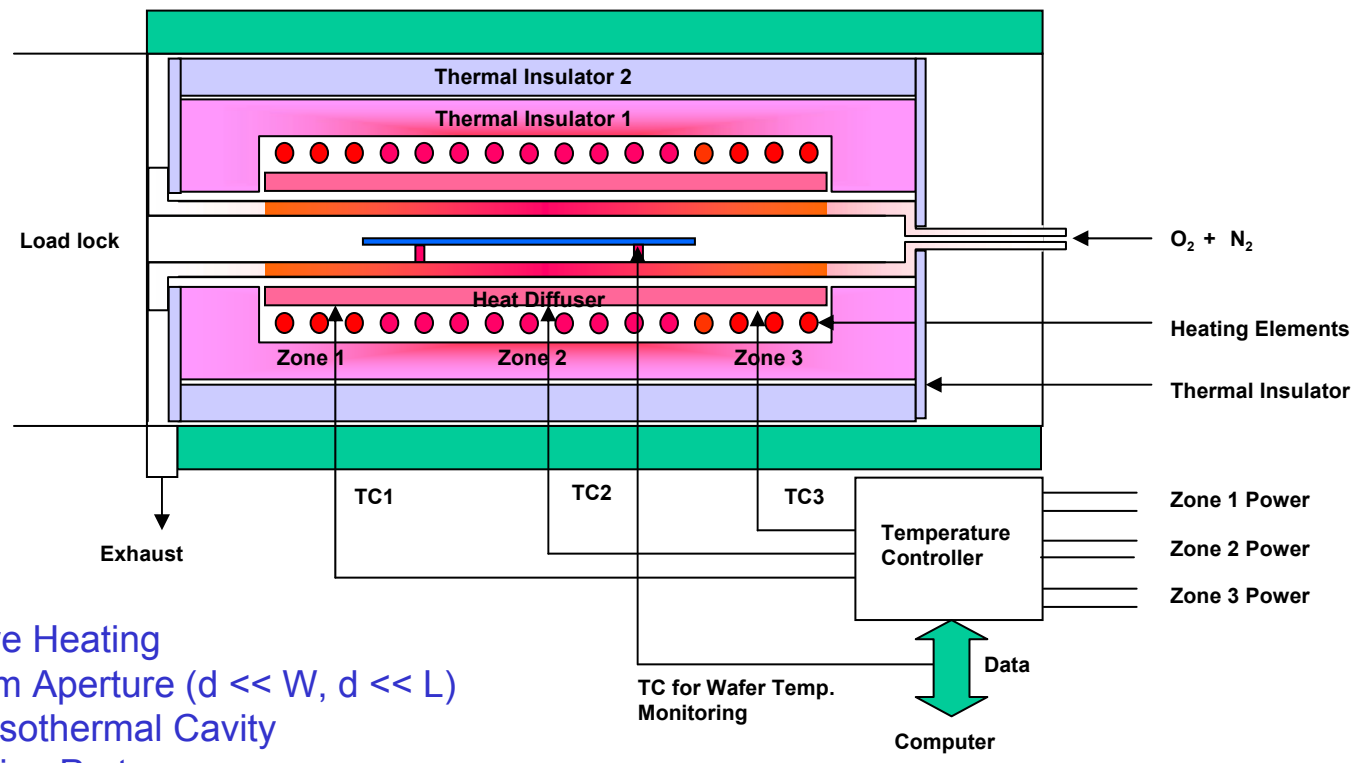 Thermal Insulator 2
Thermal Insulator 1
Load lock
O₂ + N₂
Heat Diffuser
Heating Elements
Zone 1
Zone 2
Zone 3
Thermal Insulator
TC1
TC2
TC3
Exhaust
Temperature
Controller
Zone 1 Power
Zone 2 Power
Zone 3 Power
Data
TC for Wafer Temp.
Monitoring
Computer
Heating
Aperture (d << W, d << L)
Cavity